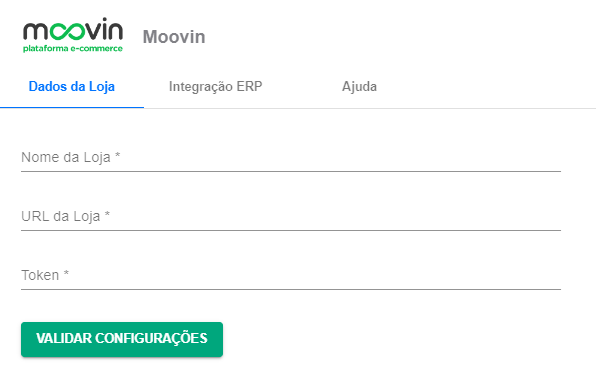 moovin
plataforma e-commerce
Moovin
Dados da Loja Integração ERP Ajuda
Nome da Loja *
URL da Loja *
Token *
VALIDAR CONFIGURAÇÕES